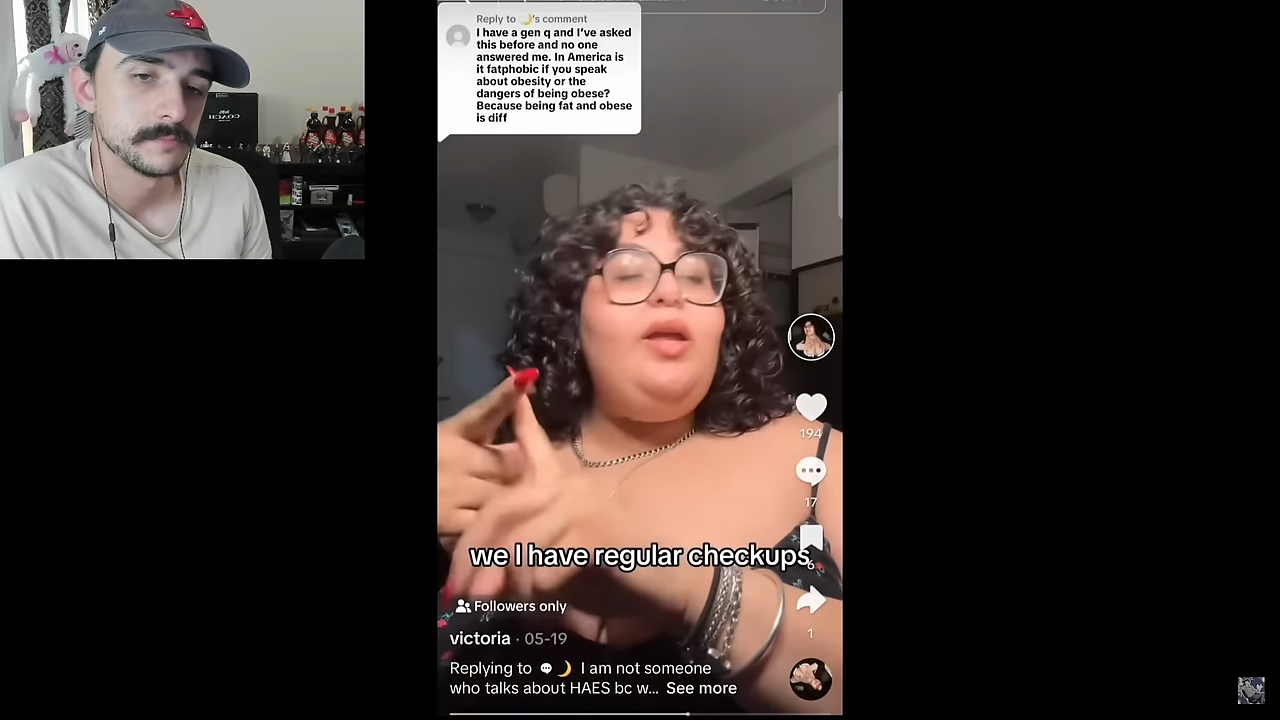 Reply to 🌙's comment
I have a gen q and I've asked
this before and no one
answered me. In America is
it fatphobic if you speak
about obesity or the
dangers of being obese?
Because being fat and obese
is diff
COACH
194
17
we I have regular checkups
6
Followers only
1
victoria · 05-19
Replying to 💬🌙 I am not someone
who talks about HAES bc w... See more